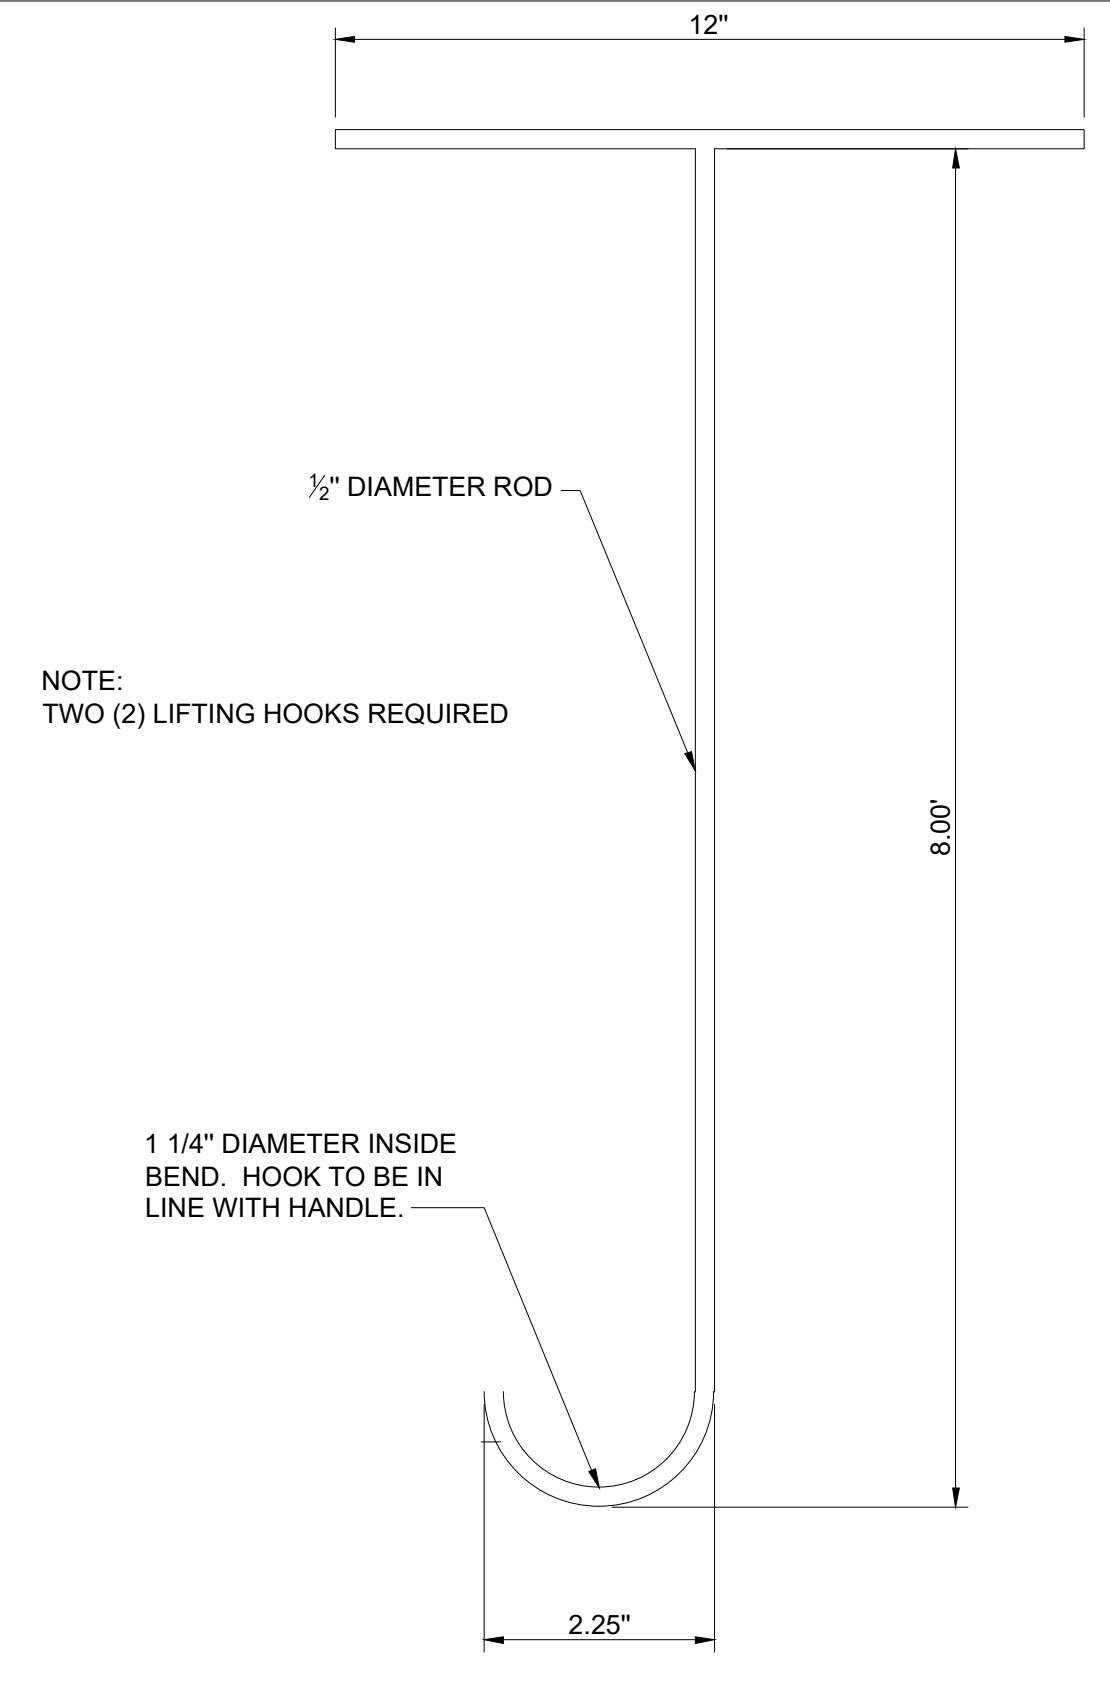 12"
½" DIAMETER ROD
NOTE:
TWO (2) LIFTING HOOKS REQUIRED
8.00'
1 1/4" DIAMETER INSIDE
BEND.  HOOK TO BE IN
LINE WITH HANDLE.
2.25"